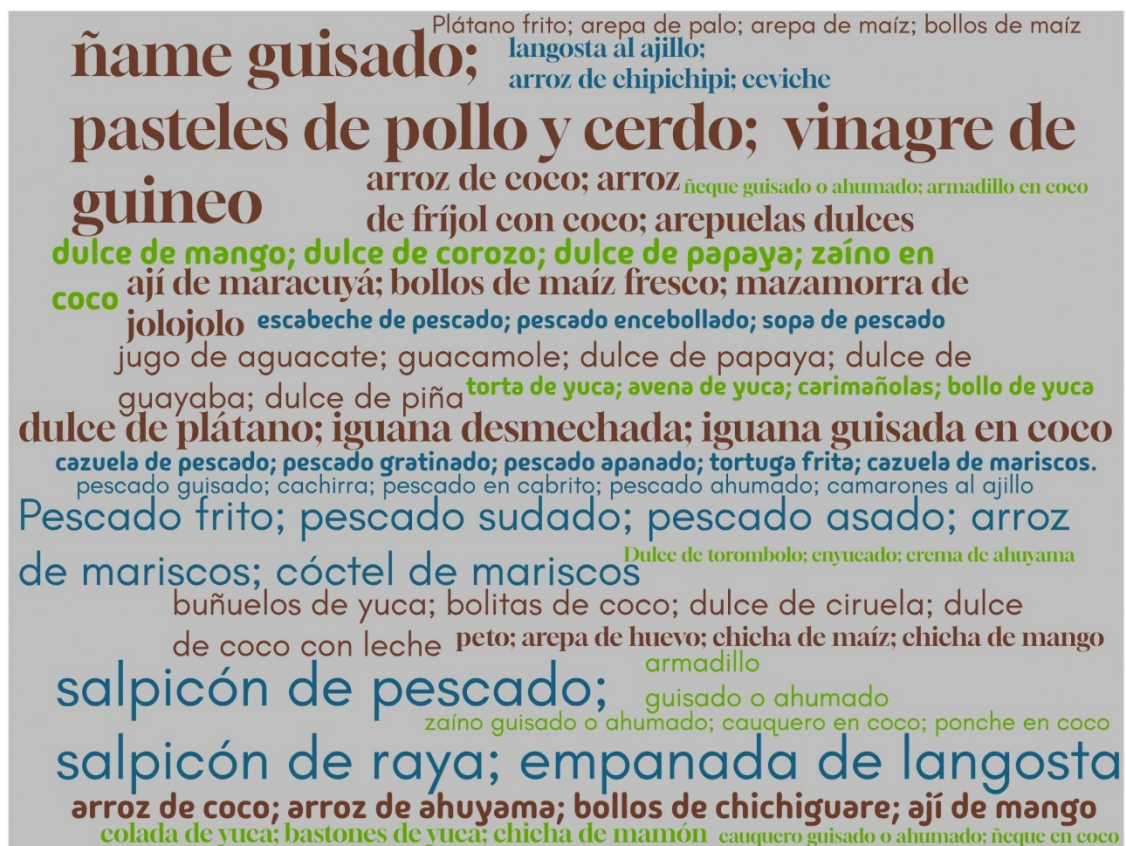 Plátano frito; arepa de palo; arepa de maíz; bollos de maíz
ñame guisado;
langosta al ajillo;
arroz de chipichipi; ceviche
pasteles de pollo y cerdo; vinagre de
guineo
arroz de coco; arroz
de fríjol con coco; arepuelas dulces
ñeque guisado o ahumado; armadillo en coco
dulce de mango; dulce de corozo; dulce de papaya; zaíno en
coco
ají de maracuyá; bollos de maíz fresco; mazamorra de
jolojolo
escabeche de pescado; pescado encebollado; sopa de pescado
jugo de aguacate; guacamole; dulce de papaya; dulce de
guayaba; dulce de piña
torta de yuca; avena de yuca; carimañolas; bollo de yuca
dulce de plátano; iguana desmechada; iguana guisada en coco
cazuela de pescado; pescado gratinado; pescado apanado; tortuga frita; cazuela de mariscos.
pescado guisado; cachirra; pescado en cabrito; pescado ahumado; camarones al ajillo
Pescado frito; pescado sudado; pescado asado; arroz
de mariscos; cóctel de mariscos
Dulce de torombolo; enyucado; crema de ahuyama
buñuelos de yuca; bolitas de coco; dulce de ciruela; dulce
de coco con leche
peto; arepa de huevo; chicha de maíz; chicha de mango
salpicón de pescado;
armadillo
guisado o ahumado
zaíno guisado o ahumado; cauquero en coco; ponche en coco
salpicón de raya; empanada de langosta
arroz de coco; arroz de ahuyama; bollos de chichiguare; ají de mango
colada de yuca; bastones de yuca; chicha de mamón
cauquero guisado o ahumado; ñeque en coco